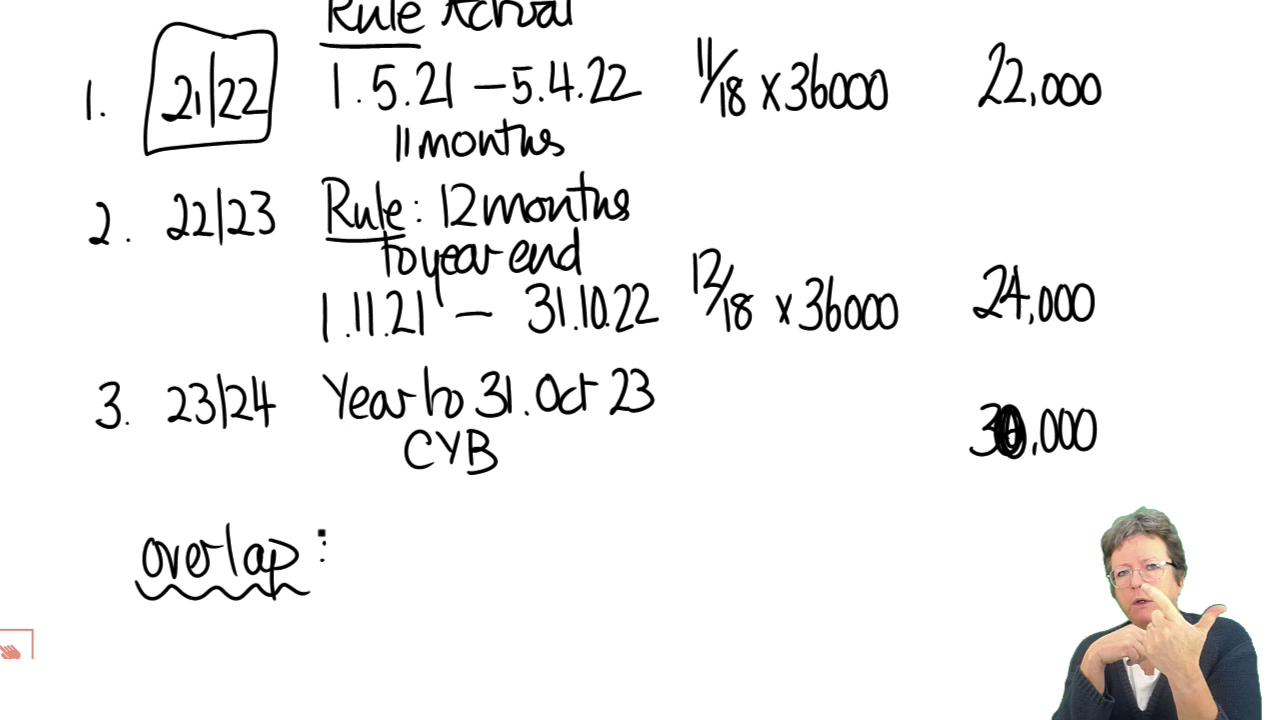 Rule Actual
1. 21|22 1.5.21 – 5.4.22 11/18 x 36000 22,000
11 months
2. 22|23 Rule: 12 months
to year end
1.11.21 – 31.10.22 12/18 x 36000 24,000
3. 23|24 Year to 31.Oct 23
CYB ,000
overlap: